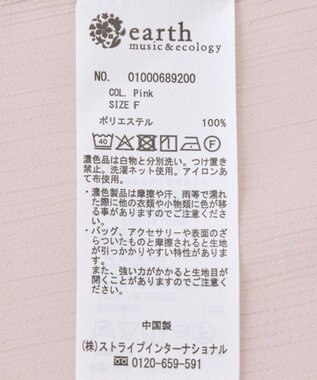 earth
music&ecology
NO. 01000689200
COL. Pink
SIZE F
ポリエステル 100%
40
F
濃色品は白物と分別洗い。つけ置き
禁止。洗濯ネット使用。アイロンあ
て布使用。
・濃色製品は摩擦や汗、雨等で濡れ
た際に他の衣類や小物類に色が移
る事がありますのでご注意くださ
い。
・バッグ、アクセサリーや表面のざ
らついたものと摩擦されると生地
が引っかかりやすい特性がありま
す。
また、強い力がかかると生地目が
開くことがありますのでご注意く
ださい。
中国製
(株)ストライプインターナショナル
0120-659-591